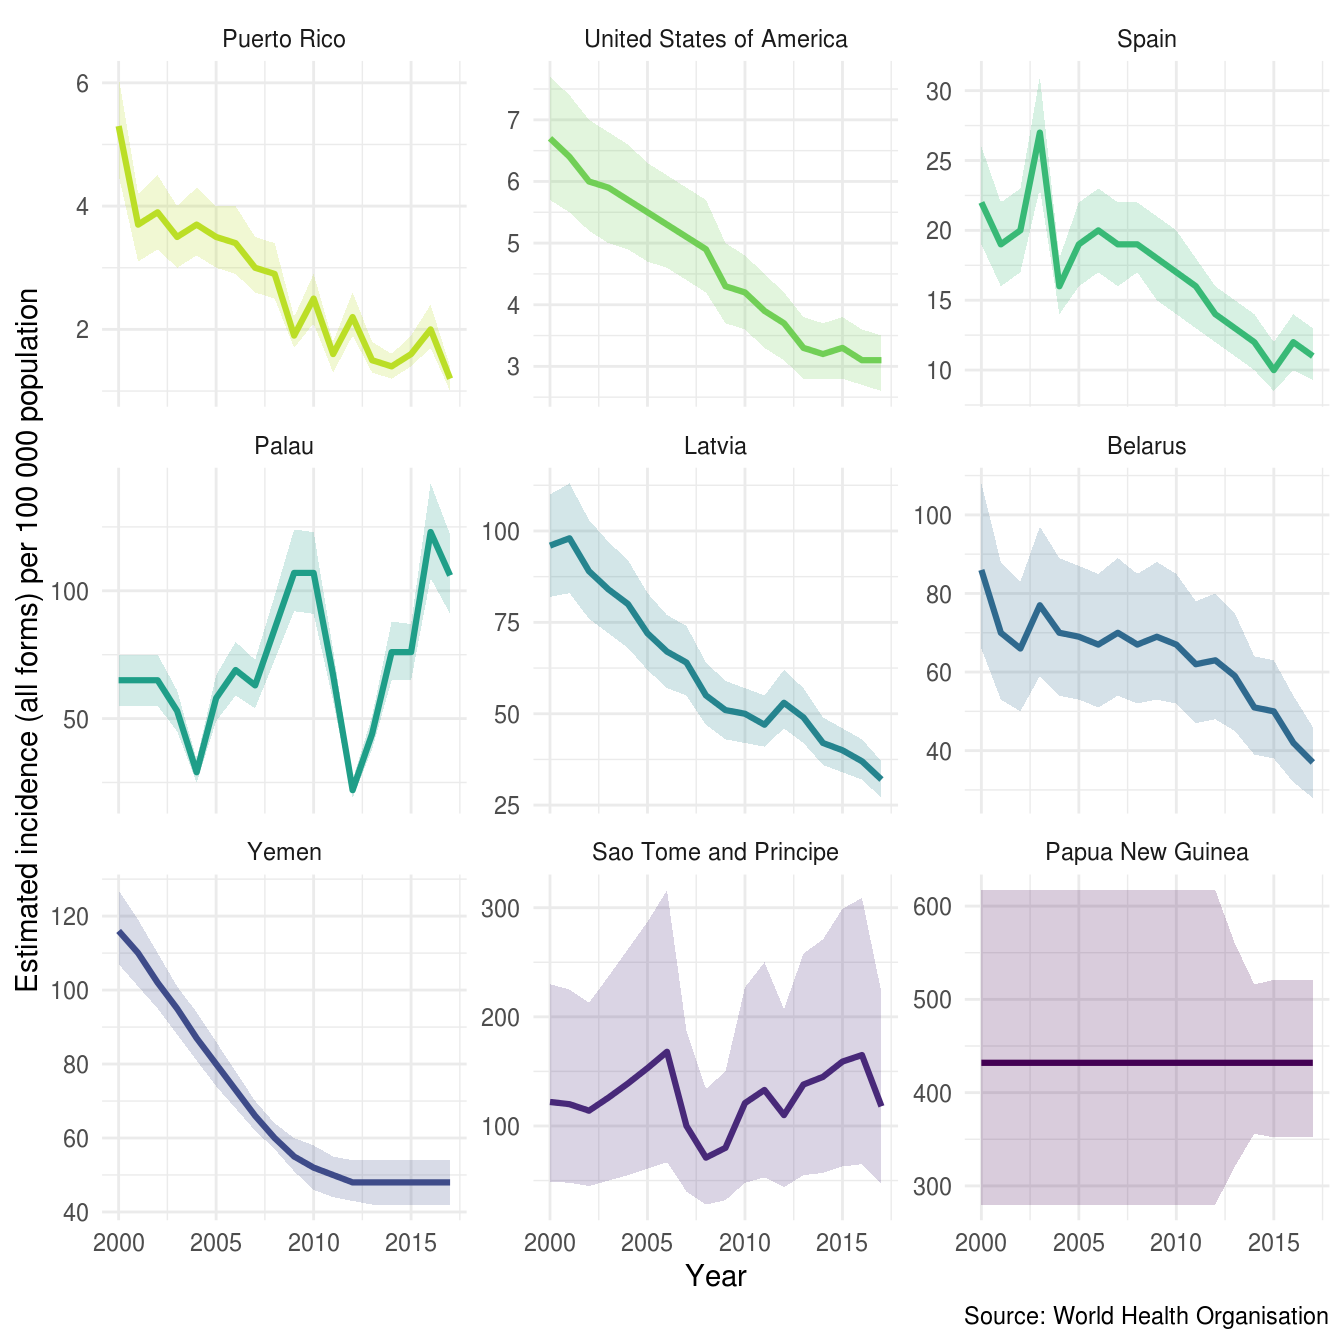 Puerto Rico
United States of America
Spain
6
4
2
7
6
5
4
3
30
25
20
15
10
Palau
Latvia
Belarus
100
50
100
75
50
25
100
80
60
40
Yemen
Sao Tome and Principe
Papua New Guinea
120
100
80
60
40
300
200
100
600
500
400
300
2000 2005 2010 2015
2000 2005 2010 2015
2000 2005 2010 2015
Estimated incidence (all forms) per 100 000 population
Year
Source: World Health Organisation